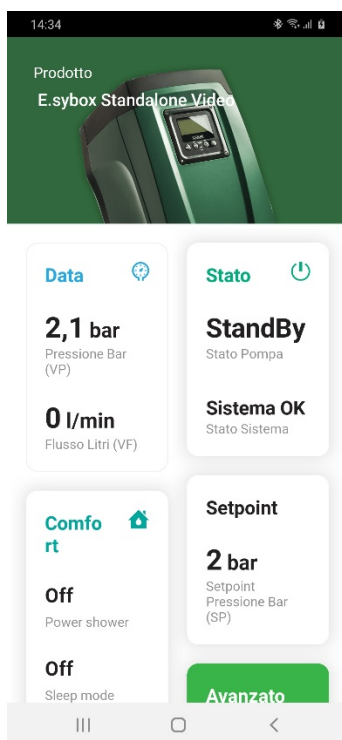 14:34
Prodotto
E.sybox Standalone Video
Data
2,1 bar
Pressione Bar
(VP)
0 l/min
Flusso Litri (VF)
Stato
StandBy
Stato Pompa
Sistema OK
Stato Sistema
Comfo
rt
Off
Power shower
Off
Sleep mode
Setpoint
2 bar
Setpoint
Pressione Bar
(SP)
Avanzato